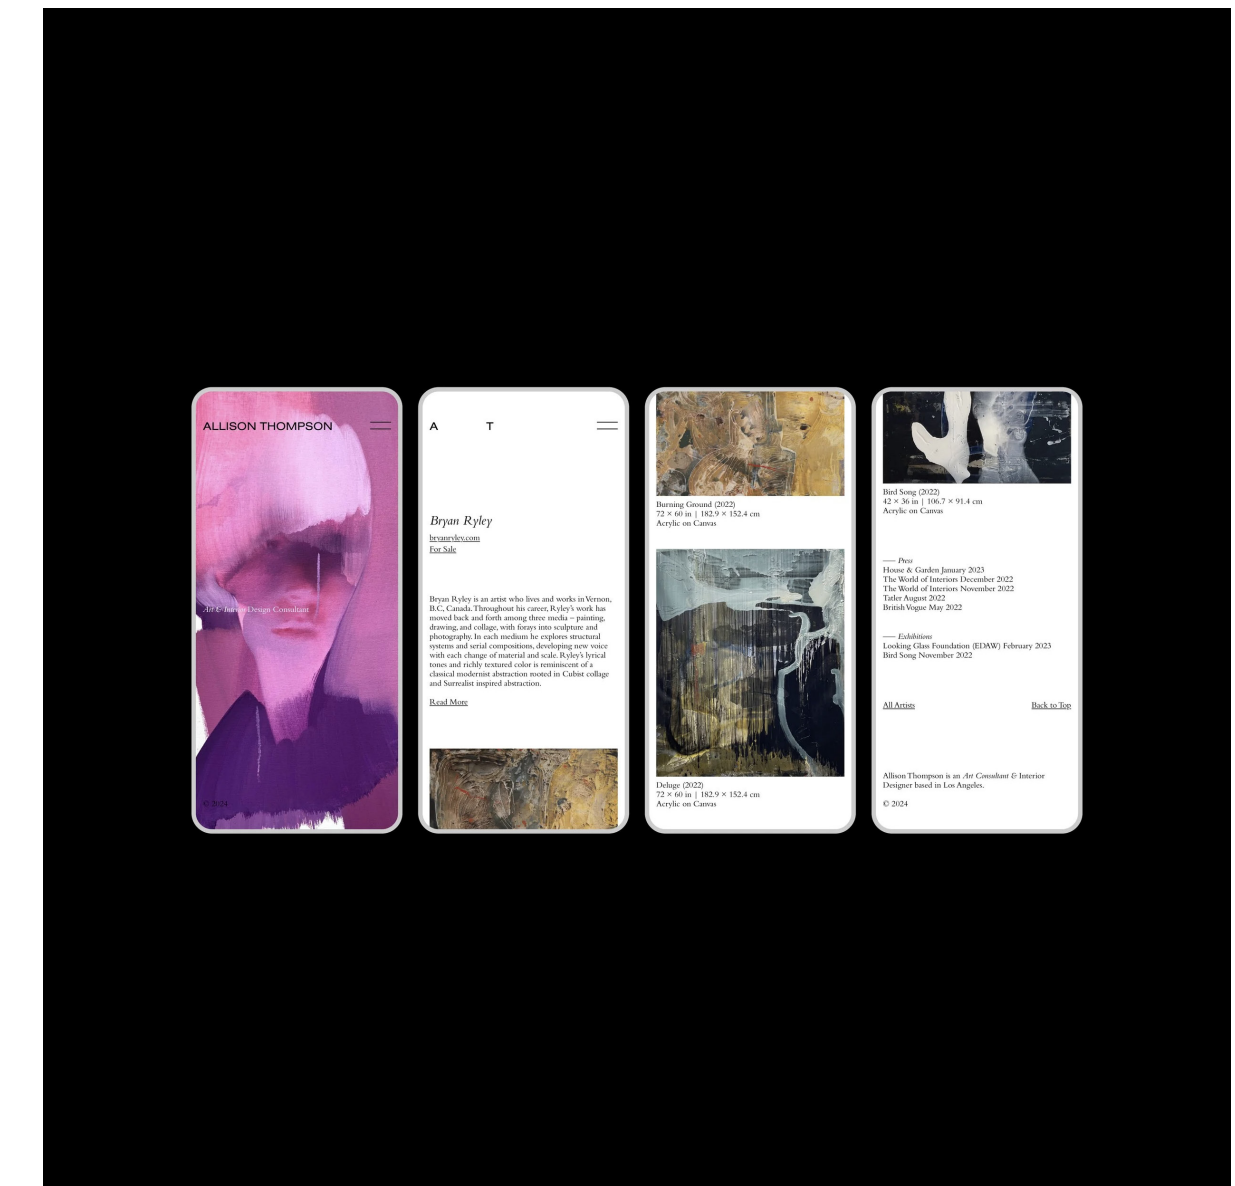 ALLISON THOMPSON
Art & Interior Design Consultant
© 2024
A T
Bryan Ryley
bryanryley.com
For Sale
Bryan Ryley is an artist who lives and works in Vernon,
B.C, Canada. Throughout his career, Ryley's work has
moved back and forth among three media – painting,
drawing, and collage, with forays into sculpture and
photography. In each medium he explores structural
systems and serial compositions, developing new voice
with each change of material and scale. Ryley's lyrical
tones and richly textured color is reminiscent of a
classical modernist abstraction rooted in Cubist collage
and Surrealist inspired abstraction.
Read More
Burning Ground (2022)
72 × 60 in | 182.9 × 152.4 cm
Acrylic on Canvas
Deluge (2022)
72 × 60 in | 182.9 × 152.4 cm
Acrylic on Canvas
Bird Song (2022)
42 × 36 in | 106.7 × 91.4 cm
Acrylic on Canvas
— Press
House & Garden January 2023
The World of Interiors December 2022
The World of Interiors November 2022
Tatler August 2022
British Vogue May 2022
— Exhibitions
Looking Glass Foundation (EDAW) February 2023
Bird Song November 2022
All Artists Back to Top
Allison Thompson is an Art Consultant & Interior
Designer based in Los Angeles.
© 2024